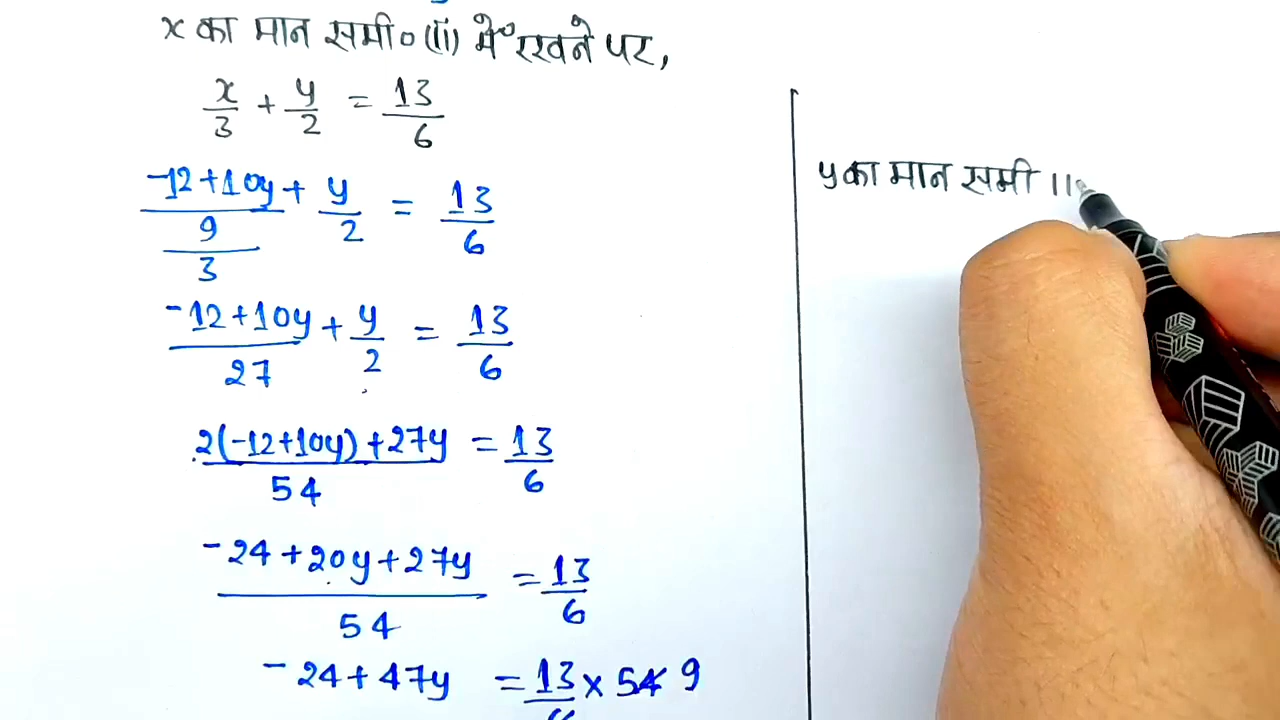 x का मान समी० (ii) में रखने पर,
x/3 + y/2 = 13/6
-12+10y/9/3 + y/2 = 13/6
-12+10y/27 + y/2 = 13/6
2(-12+10y)+27y/54 = 13/6
-24+20y+27y/54 = 13/6
-24+47y = 13/6 × 54 9
y का मान समी